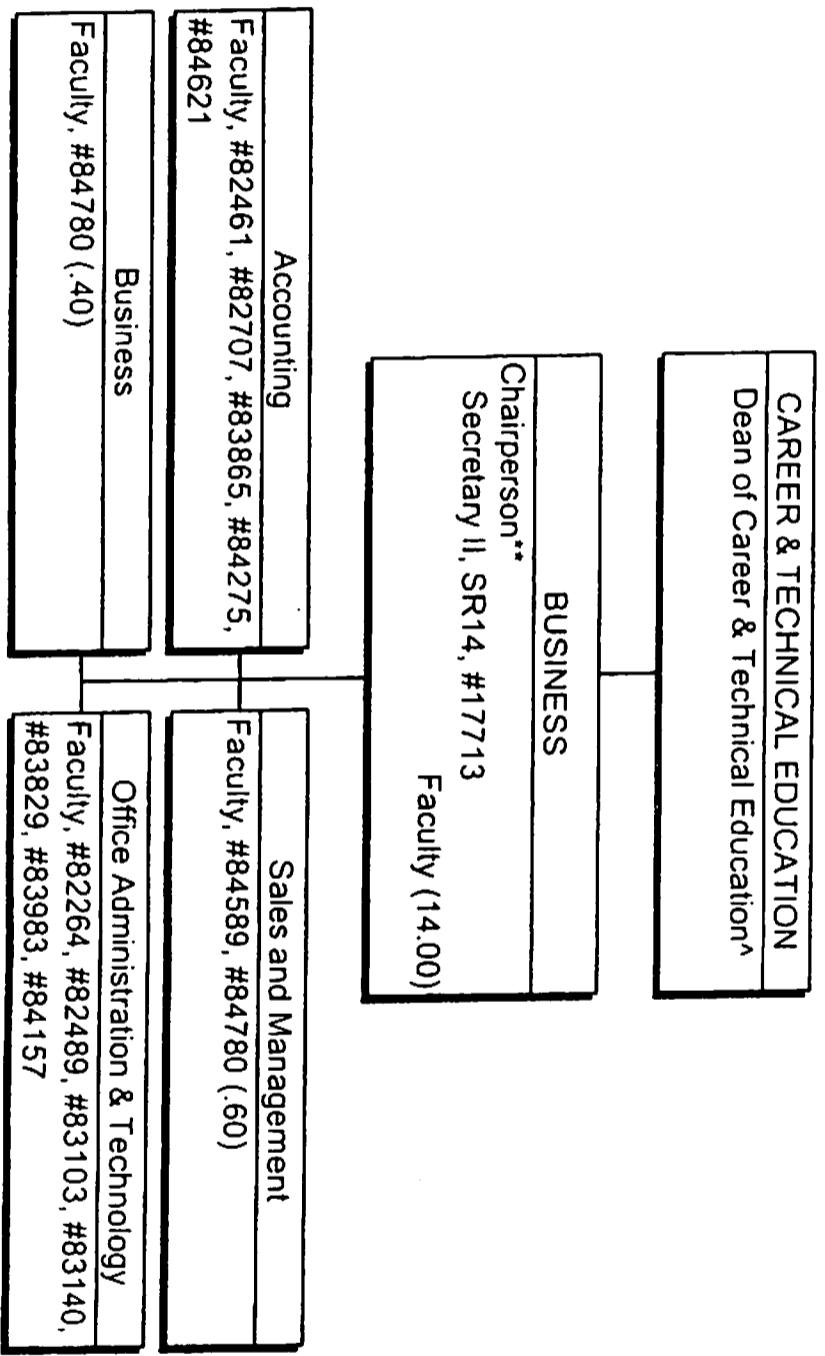 CAREER & TECHNICAL EDUCATION
Dean of Career & Technical Education^
BUSINESS
Chairperson**
Secretary II, SR14, #17713
Faculty (14.00)
Accounting
Faculty, #82461, #82707, #83865, #84275,
#84621
Sales and Management
Faculty, #84589, #84780 (.60)
Business
Faculty, #84780 (.40)
Office Administration & Technology
Faculty, #82264, #82489, #83103, #83140,
#83829, #83983, #84157